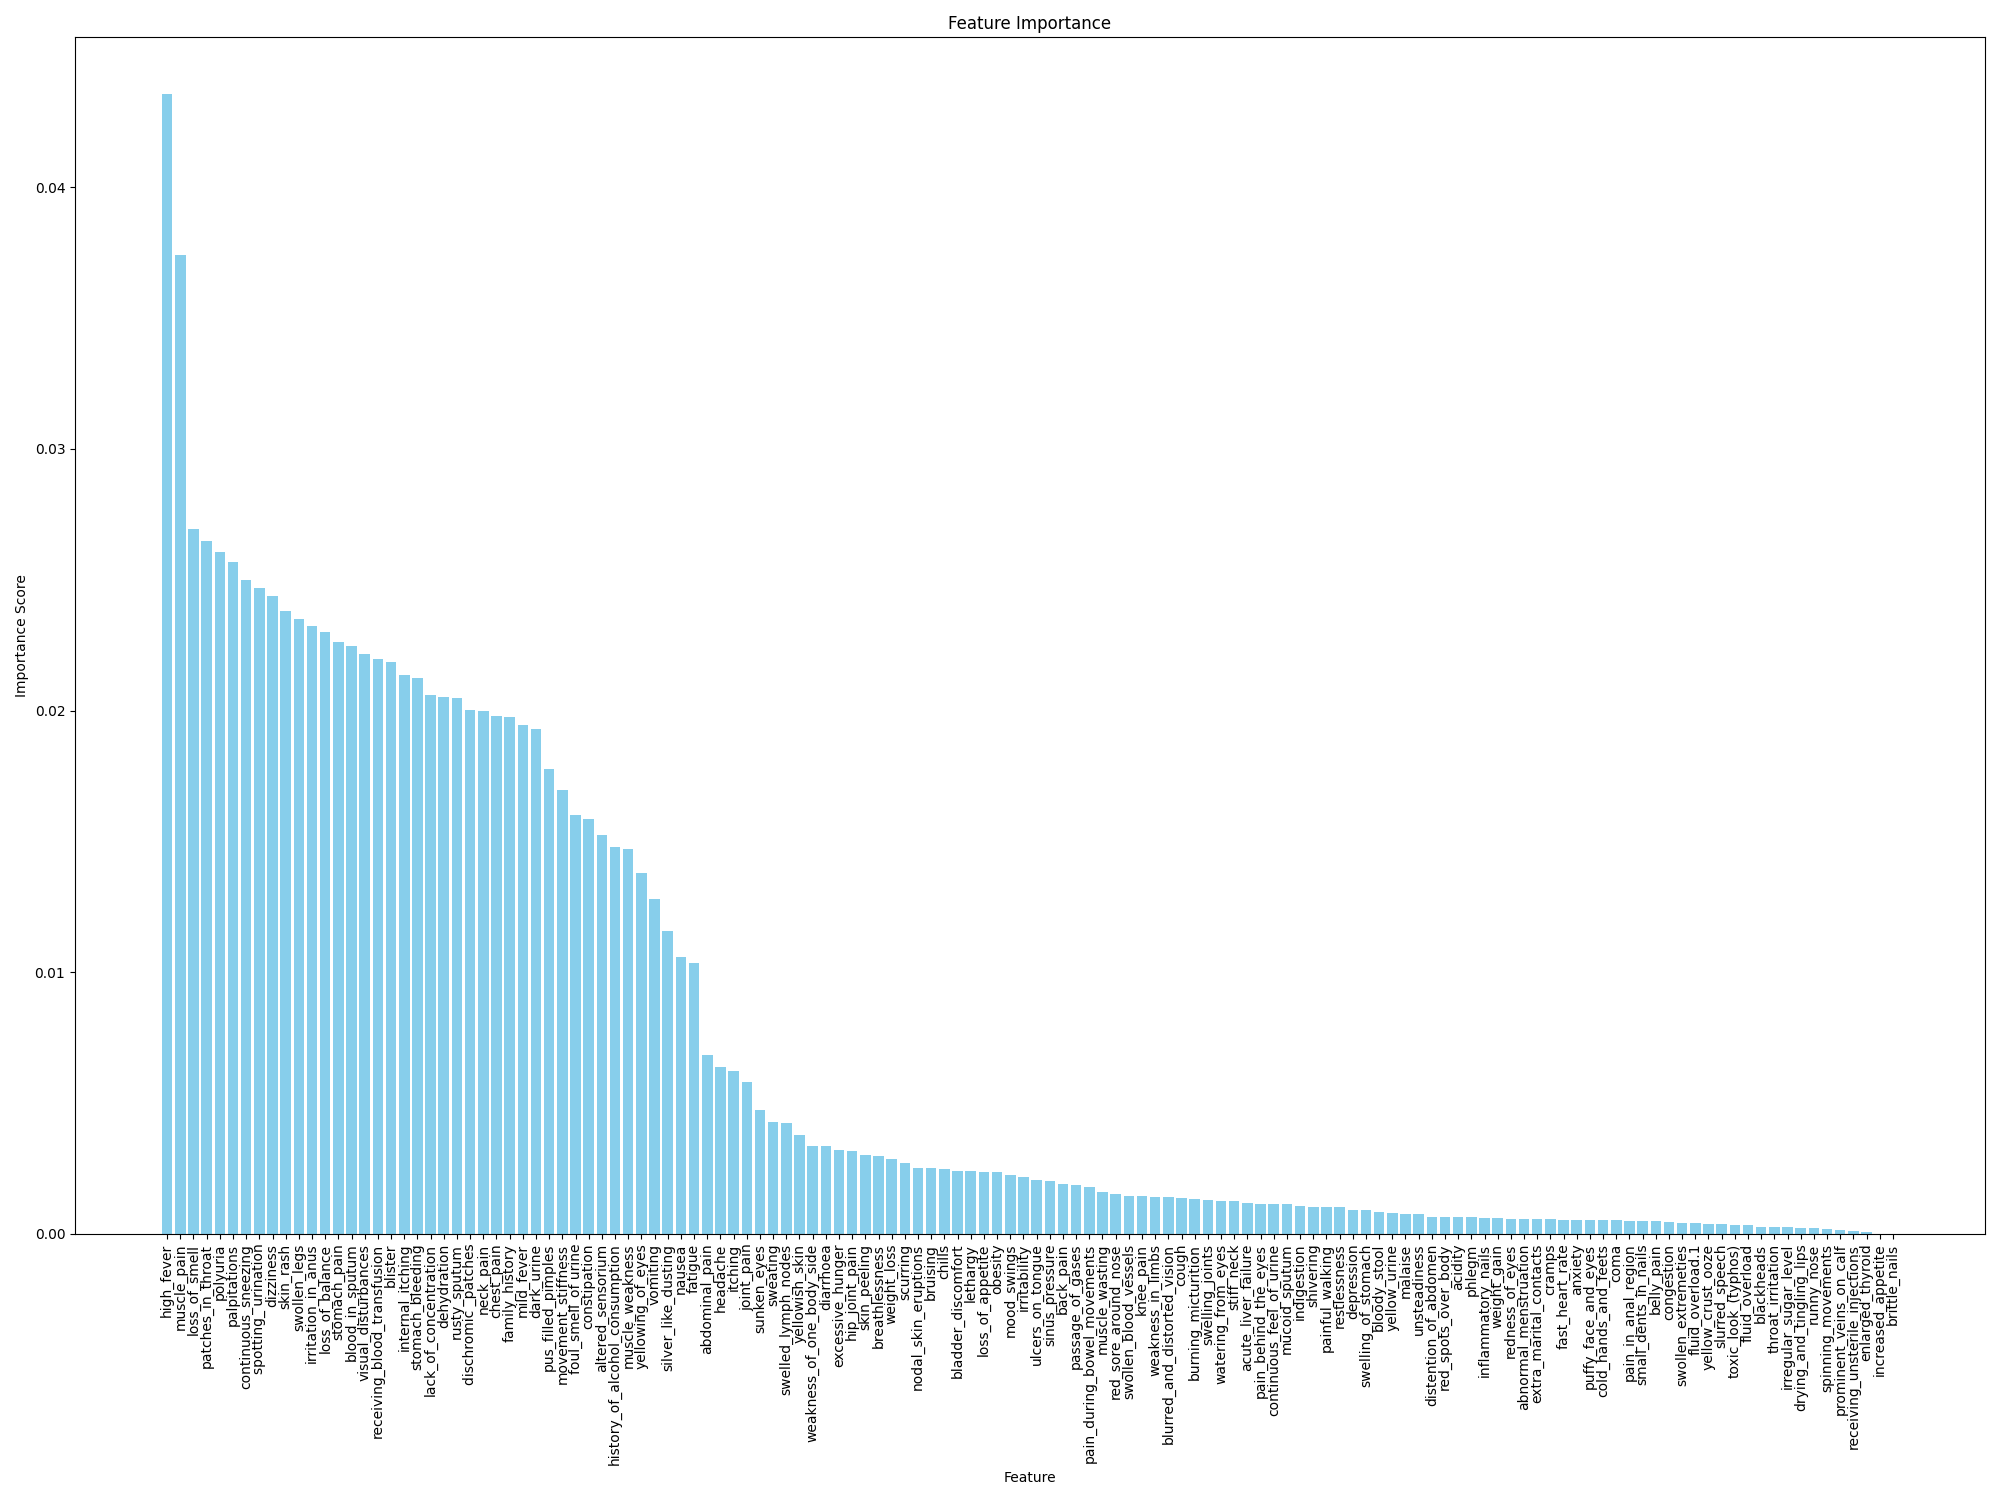 Feature Importance
Importance Score
0.04
0.03
0.02
0.01
0.00
high_fever
muscle_pain
loss_of_smell
patches_in_throat
polyuria
palpitations
continuous_sneezing
spotting_urination
dizziness
skin_rash
swollen_legs
irritation_in_anus
loss_of_balance
stomach_pain
blood_in_sputum
visual_disturbances
receiving_blood_transfusion
blister
internal_itching
stomach_bleeding
lack_of_concentration
dehydration
rusty_sputum
dischromic_patches
neck_pain
chest_pain
family_history
mild_fever
dark_urine
pus_filled_pimples
movement_stiffness
foul_smell_ofurine
constipation
altered_sensorium
history_of_alcohol_consumption
muscle_weakness
yellowing_of_eyes
vomiting
silver_like_dusting
nausea
fatigue
abdominal_pain
headache
itching
joint_pain
sunken_eyes
sweating
swelled_lymph_nodes
yellowish_skin
weakness_of_one_body_side
diarrhoea
excessive_hunger
hip_joint_pain
skin_peeling
breathlessness
weight_loss
scurring
nodal_skin_eruptions
bruising
chills
bladder_discomfort
lethargy
loss_of_appetite
obesity
mood_swings
irritability
ulcers_on_tongue
sinus_pressure
back_pain
passage_of_gases
pain_during_bowel_movements
muscle_wasting
red_sore_around_nose
swollen_blood_vessels
knee_pain
weakness_in_limbs
blurred_and_distorted_vision
cough
burning_micturition
swelling_joints
watering_from_eyes
stiff_neck
acute_liver_failure
pain_behind_the_eyes
continuous_feel_of_urine
mucoid_sputum
indigestion
shivering
painful_walking
restlessness
depression
swelling_of_stomach
bloody_stool
yellow_urine
malaise
unsteadiness
distention_of_abdomen
red_spots_over_body
acidity
phlegm
inflammatory_nails
weight_gain
redness_of_eyes
abnormal_menstruation
extra_marital_contacts
cramps
fast_heart_rate
anxiety
puffy_face_and_eyes
cold_hands_and_feets
coma
pain_in_anal_region
small_dents_in_nails
belly_pain
congestion
swollen_extremeties
fluid_overload.1
yellow_crust_ooze
slurred_speech
toxic_look_(typhos)
fluid_overload
blackheads
throat_irritation
irregular_sugar_level
drying_and_tingling_lips
runny_nose
spinning_movements
prominent_veins_on_calf
receiving_unsterile_injections
enlarged_thyroid
increased_appetite
brittle_nails
Feature